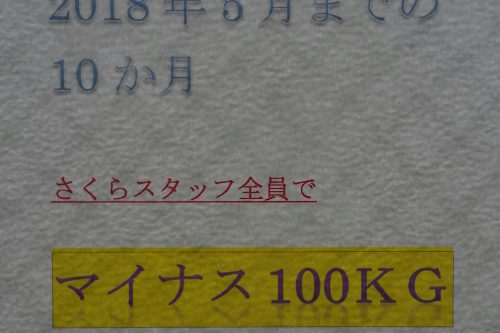 2018年5月までの
10か月
さくらスタッフ全員で
マイナス100KG